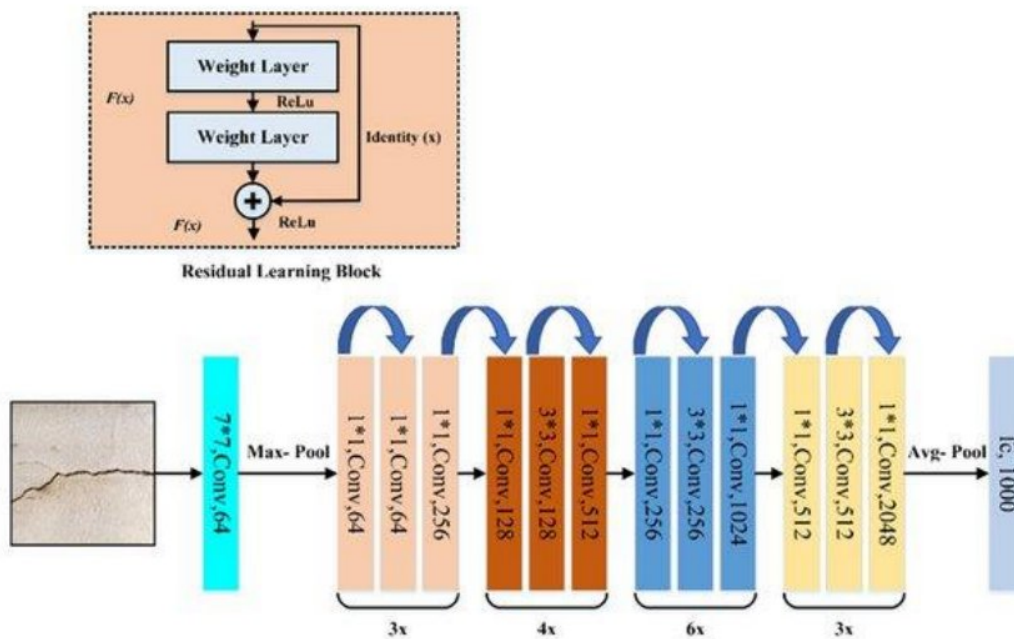 Weight Layer
F(x)
ReLu
Weight Layer
Identity (x)
F(x)
ReLu
Residual Learning Block
7*7,Conv,64
Max- Pool
1*1,Conv,64
1*1,Conv,64
1*1,Conv,256
3x
1*1,Conv,128
3*3,Conv,128
1*1,Conv,512
4x
1*1,Conv,256
3*3,Conv,256
1*1,Conv,1024
6x
1*1,Conv,512
3*3,Conv,512
1*1,Conv,2048
3x
Avg- Pool
1000